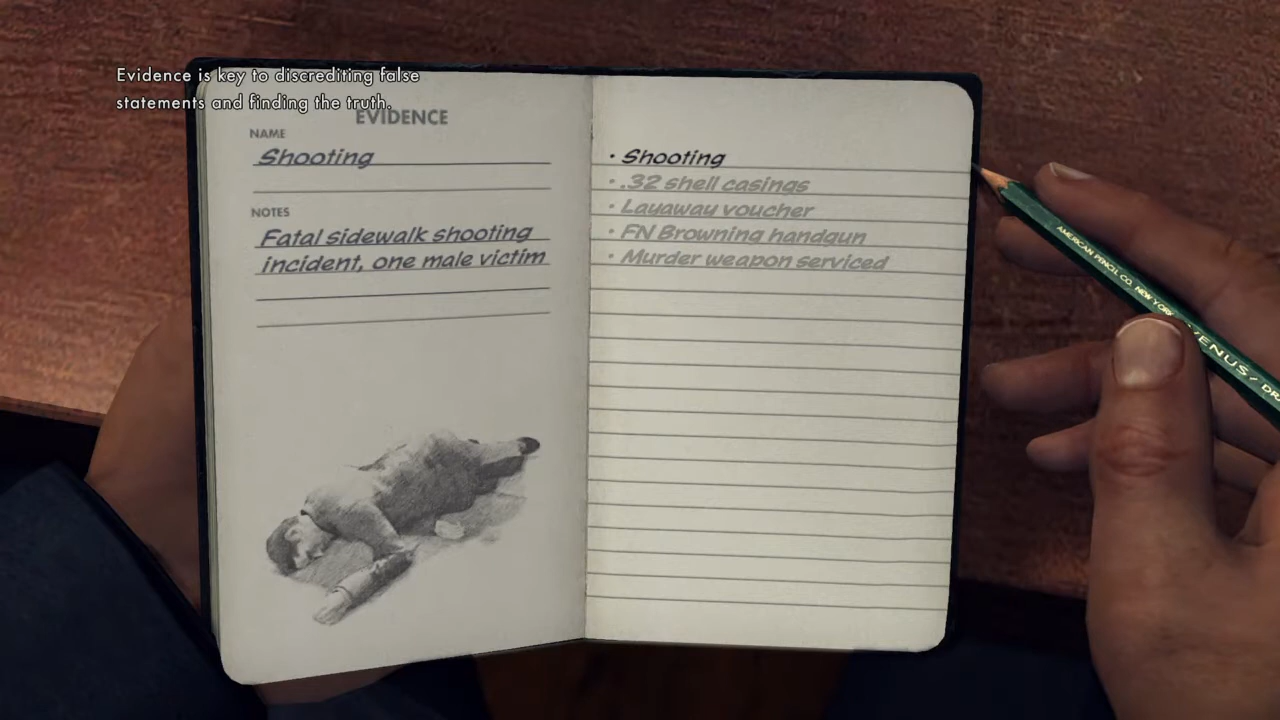 Evidence is key to discrediting false
statements and finding the truth.
EVIDENCE
NAME
Shooting
NOTES
Fatal sidewalk shooting
incident, one male victim
· Shooting
· .32 shell casings
· Layaway voucher
· FN Browning handgun
· Murder weapon serviced
AMERICAN PENCIL CO. NEW YORK
VENUS/ DR